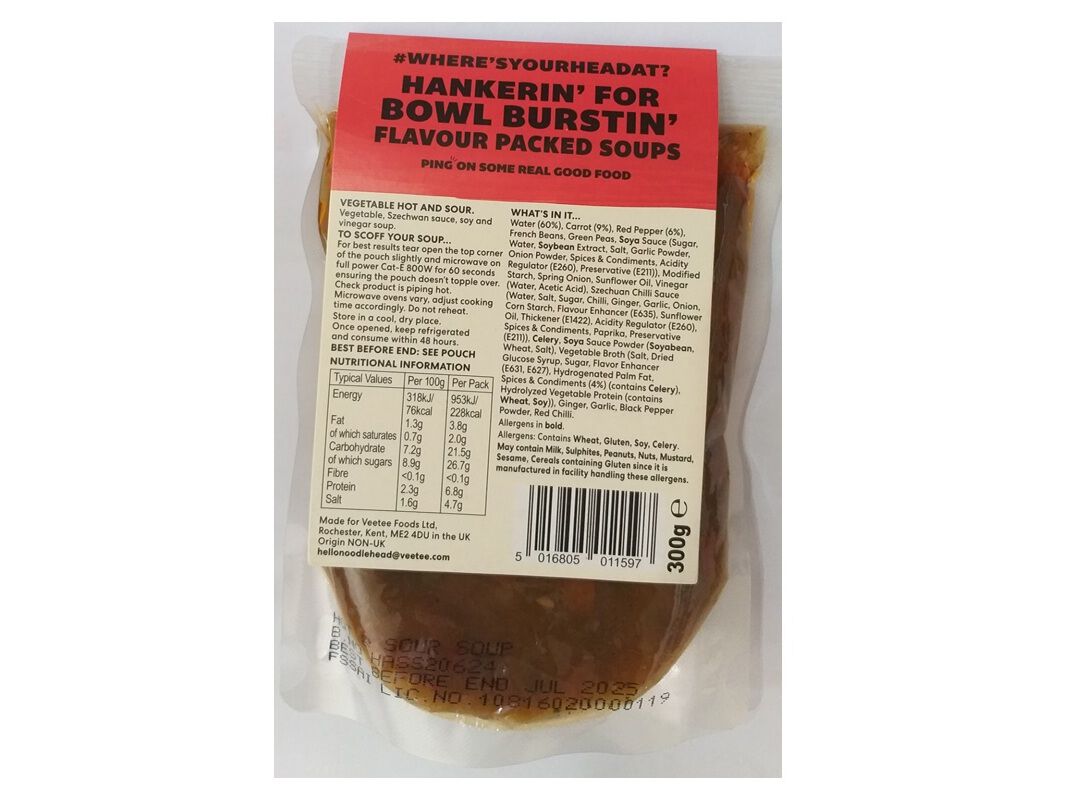 #WHERE'SYOURHEADAT?
HANKERIN' FOR
BOWL BURSTIN'
FLAVOUR PACKED SOUPS
PING ON SOME REAL GOOD FOOD
VEGETABLE HOT AND SOUR.
Vegetable, Szechwan sauce, soy and
vinegar soup.
TO SCOFF YOUR SOUP...
For best results tear open the top corner
of the pouch slightly and microwave on
full power Cat-E 800W for 60 seconds
ensuring the pouch doesn't topple over.
Check product is piping hot.
Microwave ovens vary, adjust cooking
time accordingly. Do not reheat.
Store in a cool, dry place.
Once opened, keep refrigerated
and consume within 48 hours.
BEST BEFORE END: SEE POUCH
NUTRITIONAL INFORMATION
Typical Values Per 100g Per Pack
Energy 318kJ/ 953kJ/
76kcal 228kcal
Fat 1.3g 3.8g
of which saturates 0.7g 2.0g
Carbohydrate 7.2g 21.5g
of which sugars 8.9g 26.7g
Fibre <0.1g <0.1g
Protein 2.3g 6.8g
Salt 1.6g 4.7g
Made for Veetee Foods Ltd,
Rochester, Kent, ME2 4DU in the UK
Origin NON-UK
hellonoodlehead@veetee.com
WHAT'S IN IT...
Water (60%), Carrot (9%), Red Pepper (6%),
French Beans, Green Peas, Soya Sauce (Sugar,
Water, Soybean Extract, Salt, Garlic Powder,
Onion Powder, Spices & Condiments, Acidity
Regulator (E260), Preservative (E211)), Modified
Starch, Spring Onion, Sunflower Oil, Vinegar
(Water, Acetic Acid), Szechuan Chilli Sauce
(Water, Salt, Sugar, Chilli, Ginger, Garlic, Onion,
Corn Starch, Flavour Enhancer (E635), Sunflower
Oil, Thickener (E1422), Acidity Regulator (E260),
Spices & Condiments, Paprika, Preservative
(E211)), Celery, Soya Sauce Powder (Soyabean,
Wheat, Salt), Vegetable Broth (Salt, Dried
Glucose Syrup, Sugar, Flavor Enhancer
(E631, E627), Hydrogenated Palm Fat,
Spices & Condiments (4%) (contains Celery),
Hydrolyzed Vegetable Protein (contains
Wheat, Soy)), Ginger, Garlic, Black Pepper
Powder, Red Chilli.
Allergens in bold.
Allergens: Contains Wheat, Gluten, Soy, Celery.
May contain Milk, Sulphites, Peanuts, Nuts, Mustard,
Sesame, Cereals containing Gluten since it is
manufactured in facility handling these allergens.
5 016805 011597
300g e
SOUR SOUP
HASS20624
BEFORE END JUL 2025
FSSAI LIC.NO.10816020000119